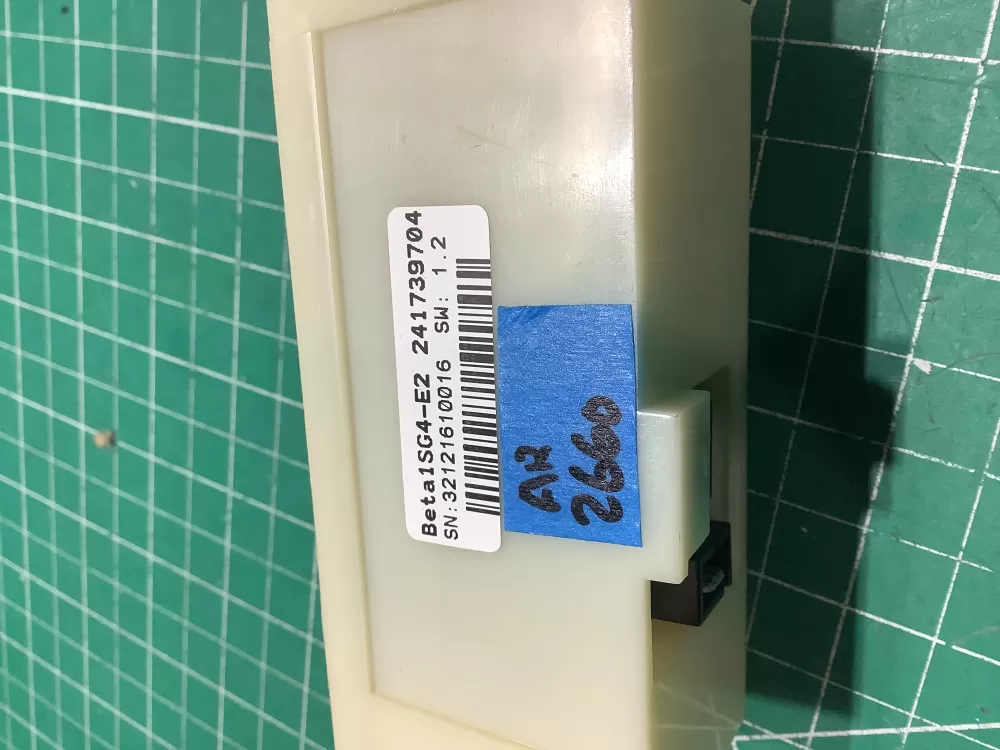 Beta1SG4-E2 241739704
SN:32121610016 SW: 1.2
AR
2660